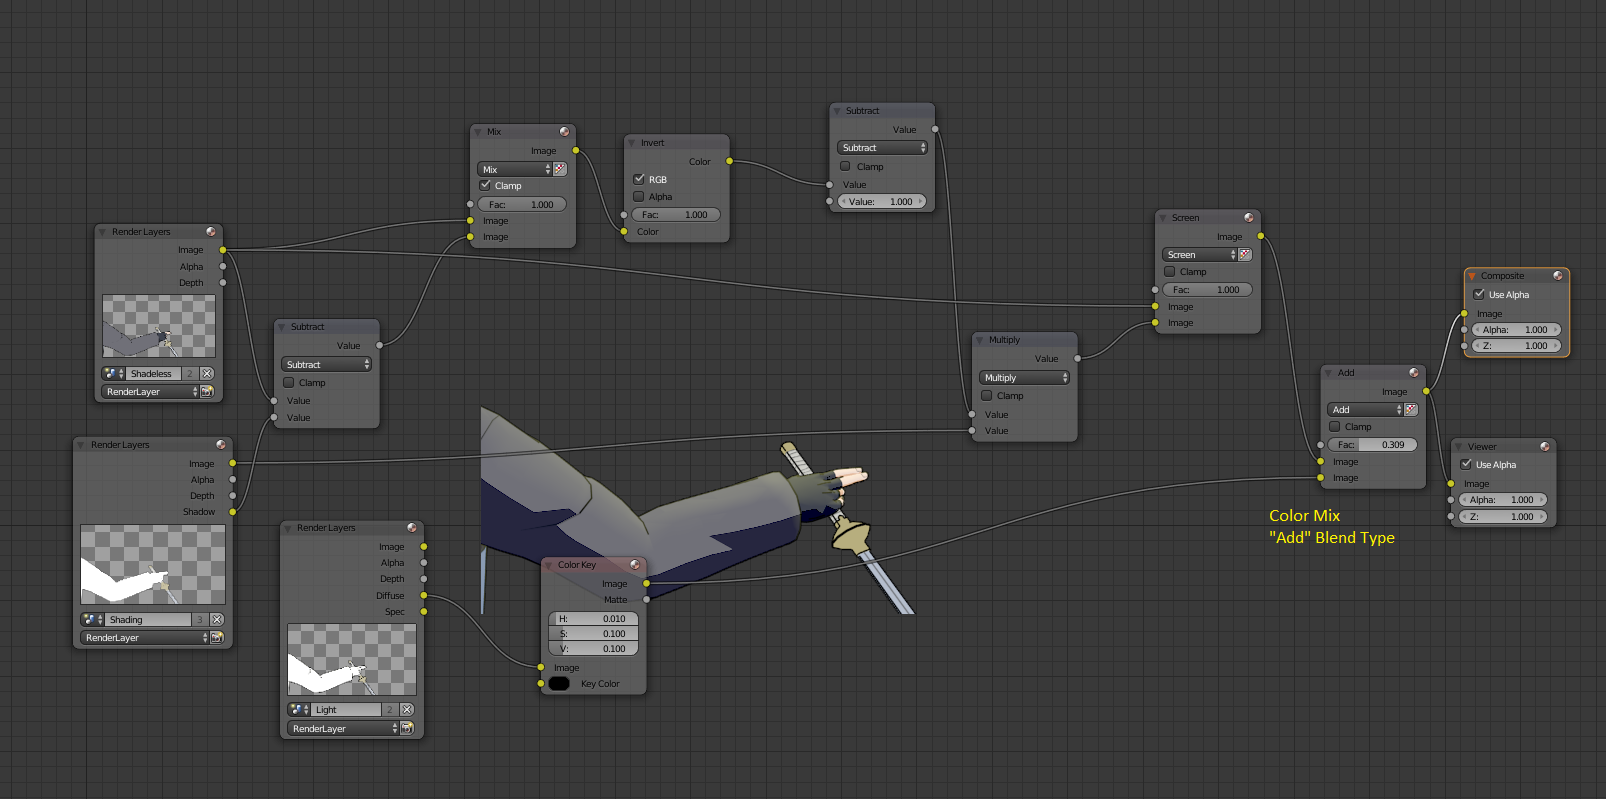 Subtract
Value
Subtract
Clamp
Value
Value: 1.000
Mix
Image
Mix
Clamp
Fac: 1.000
Image
Image
Invert
Color
RGB
Alpha
Fac: 1.000
Color
Render Layers
Image
Alpha
Depth
Shadeless 2
RenderLayer
Screen
Image
Screen
Clamp
Fac: 1.000
Image
Image
Composite
Use Alpha
Image
Alpha: 1.000
Z: 1.000
Subtract
Value
Subtract
Clamp
Value
Value
Multiply
Value
Multiply
Clamp
Value
Value
Add
Image
Add
Clamp
Fac: 0.309
Image
Image
Render Layers
Image
Alpha
Depth
Shadow
Shading 3
RenderLayer
Viewer
Use Alpha
Image
Alpha: 1.000
Z: 1.000
Color Mix
"Add" Blend Type
Render Layers
Image
Alpha
Depth
Diffuse
Spec
Light 2
RenderLayer
Color Key
Image
Matte
H: 0.010
S: 0.100
V: 0.100
Image
Key Color